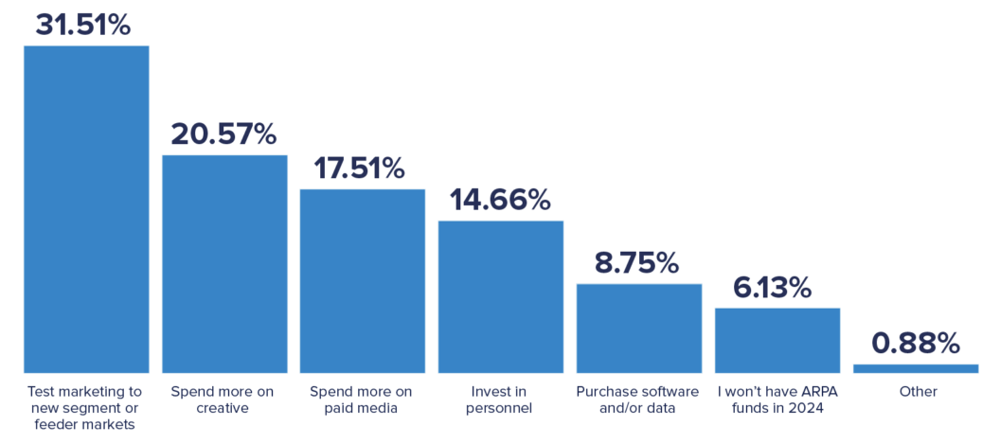 31.51%
20.57%
17.51%
14.66%
8.75%
6.13%
0.88%
Test marketing to
new segment or
feeder markets
Spend more on
creative
Spend more on
paid media
Invest in
personnel
Purchase software
and/or data
I won’t have ARPA
funds in 2024
Other